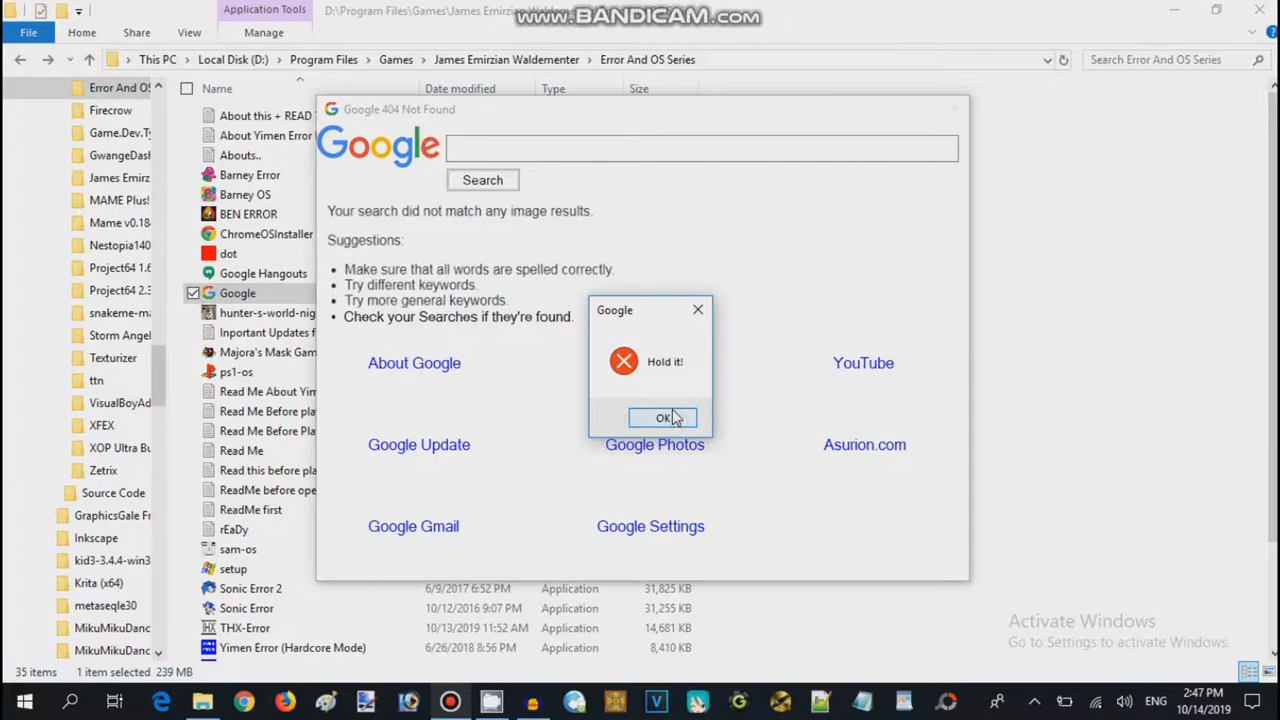 Application Tools
D:\Program Files\Games\James Emirzian Waldementer
www.BANDICAM.com
File
Home
Share
View
Manage
This PC
Local Disk (D:)
Program Files
Games
James Emirzian Waldementer
Error And OS Series
Search Error And OS Series
Name
Date modified
Type
Size
Error And OS
Firecrow
Game.Dev.Ty
GwangeDash
James Emirz
MAME Plus!
Mame v0.184
Nestopia140
Project64 1.6
Project64 2.3
snakeme-ma
Storm Angel
Texturizer
ttn
VisualBoyAd
XFEX
XOP Ultra Bu
Zetrix
Source Code
GraphicsGale Fr
Inkscape
kid3-3.4.4-win3
Krita (x64)
metaseqle30
MikuMikuDanc
MikuMikuDanc
About this + READ
About Yimen Error
Abouts..
Barney Error
Barney OS
BEN ERROR
ChromeOSInstaller
dot
Google Hangouts
Google
hunter-s-world-nig
Inportant Updates f
Majora's Mask Gam
ps1-os
Read Me About Yim
Read Me Before pla
Read Me Before Pla
Read Me
Read this before pla
ReadMe before ope
ReadMe first
rEaDy
sam-os
setup
Sonic Error 2
6/9/2017 6:52 PM
Application
31,825 KB
Sonic Error
10/12/2016 9:07 PM
Application
31,255 KB
THX-Error
10/13/2019 11:52 AM
Application
14,681 KB
Yimen Error (Hardcore Mode)
6/26/2018 8:56 PM
Application
8,410 KB
Google 404 Not Found
Google
Search
Your search did not match any image results.
Suggestions:
• Make sure that all words are spelled correctly.
• Try different keywords.
• Try more general keywords.
• Check your Searches if they're found.
About Google
YouTube
Google Update
Google Photos
Asurion.com
Google Gmail
Google Settings
Google
Hold it!
OK
Activate Windows
Go to Settings to activate Windows.
35 items
1 item selected 239 MB
ENG
2:47 PM
10/14/2019